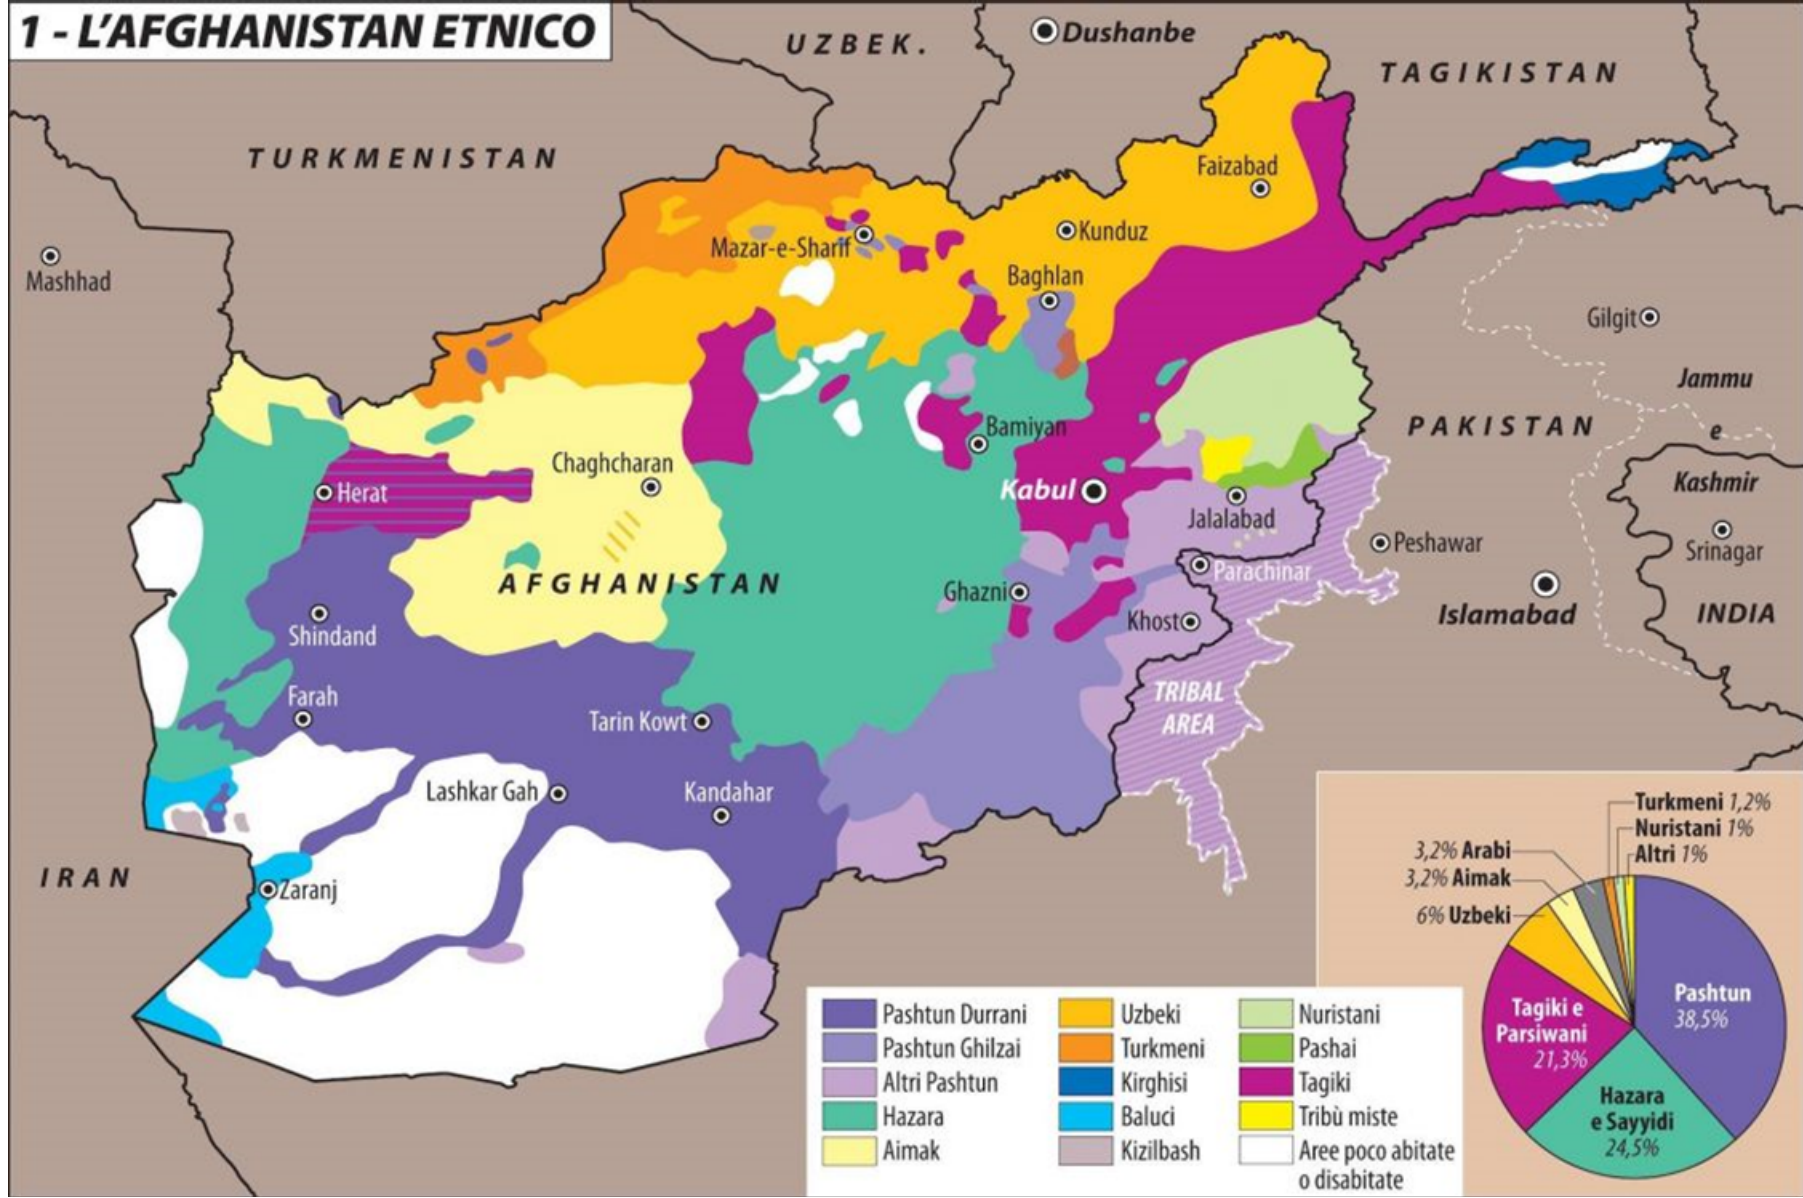 1 - L'AFGHANISTAN ETNICO
UZBEK.
Dushanbe
TAGIKISTAN
TURKMENISTAN
Faizabad
Mashhad
Mazar-e-Sharif
Kunduz
Baghlan
Gilgit
Jammu
e
Kashmir
PAKISTAN
Bamiyan
Chaghcharan
Herat
Kabul
Jalalabad
Peshawar
Srinagar
Parachinar
AFGHANISTAN
Ghazni
Islamabad
INDIA
Khost
Shindand
Farah
Tarin Kowt
TRIBAL
AREA
Lashkar Gah
Kandahar
IRAN
Zaranj
Pashtun Durrani
Pashtun Ghilzai
Altri Pashtun
Hazara
Aimak
Uzbeki
Turkmeni
Kirghisi
Baluci
Kizilbash
Nuristani
Pashai
Tagiki
Tribù miste
Aree poco abitate
o disabitate
Turkmeni 1,2%
Nuristani 1%
Altri 1%
3,2% Arabi
3,2% Aimak
6% Uzbeki
Pashtun
38,5%
Tagiki e
Parsiwani
21,3%
Hazara
e Sayyidi
24,5%